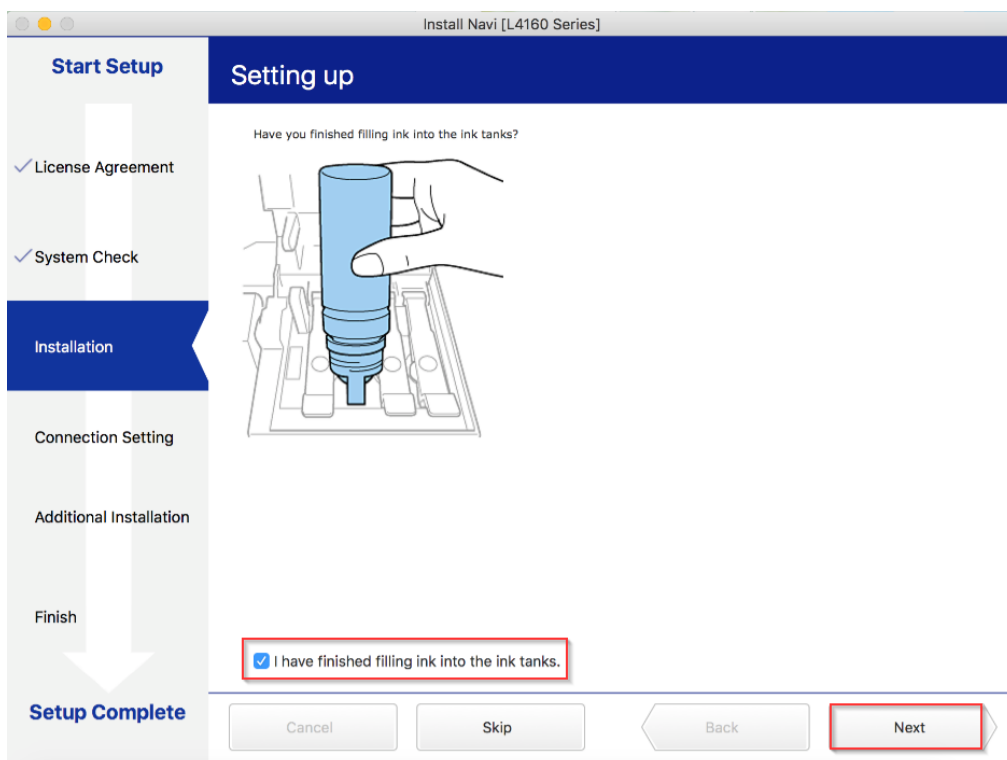 Install Navi [L4160 Series]
Start Setup
License Agreement
System Check
Installation
Connection Setting
Additional Installation
Finish
Setup Complete
Setting up
Have you finished filling ink into the ink tanks?
I have finished filling ink into the ink tanks.
Cancel
Skip
Back
Next